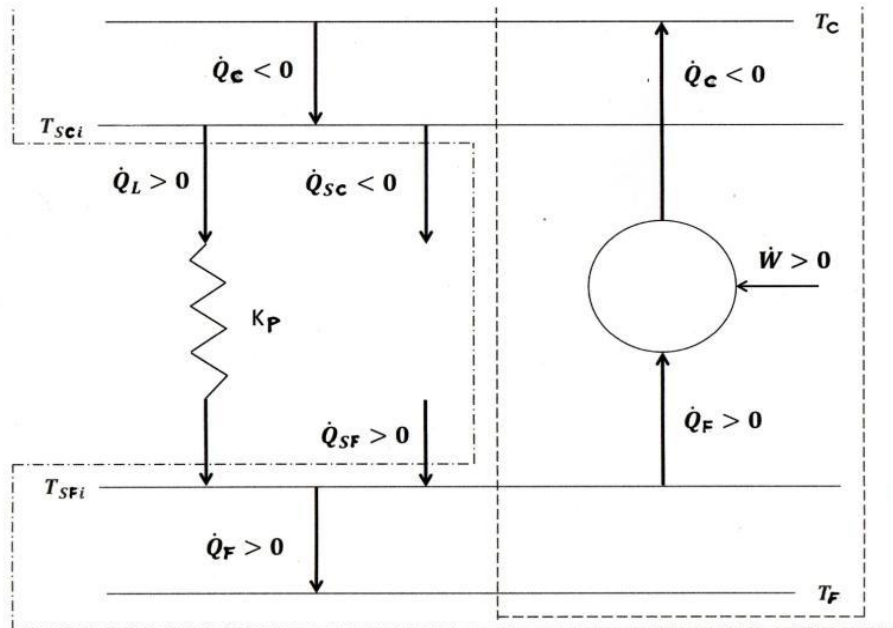 T_C
Q̇_C < 0
Q̇_C < 0
T_SCi
Q̇_L > 0
Q̇_SC < 0
Ẇ > 0
K_P
Q̇_SF > 0
Q̇_F > 0
T_SFi
Q̇_F > 0
T_F